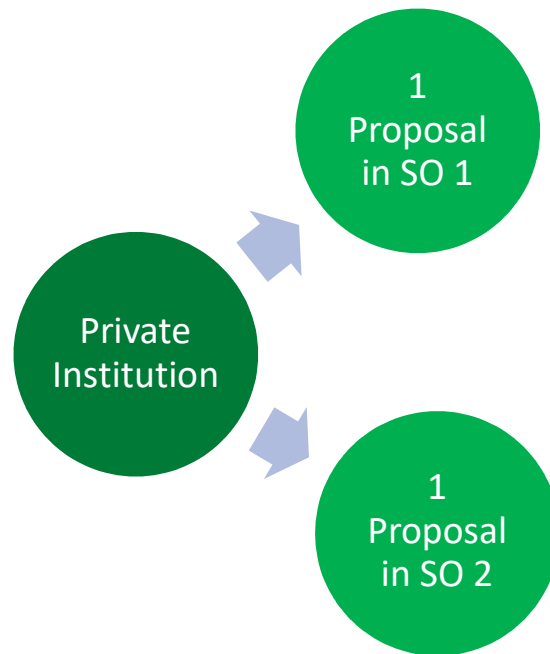 1
Proposal
in SO 1
Private
Institution
1
Proposal
in SO 2